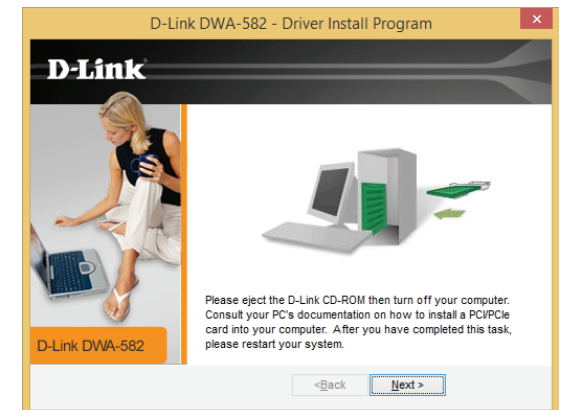 D-Link DWA-582 - Driver Install Program
D-Link
Please eject the D-Link CD-ROM then turn off your computer.
Consult your PC's documentation on how to install a PCI/PCIe
card into your computer.  After you have completed this task,
please restart your system.
D-Link DWA-582
<Back
Next >